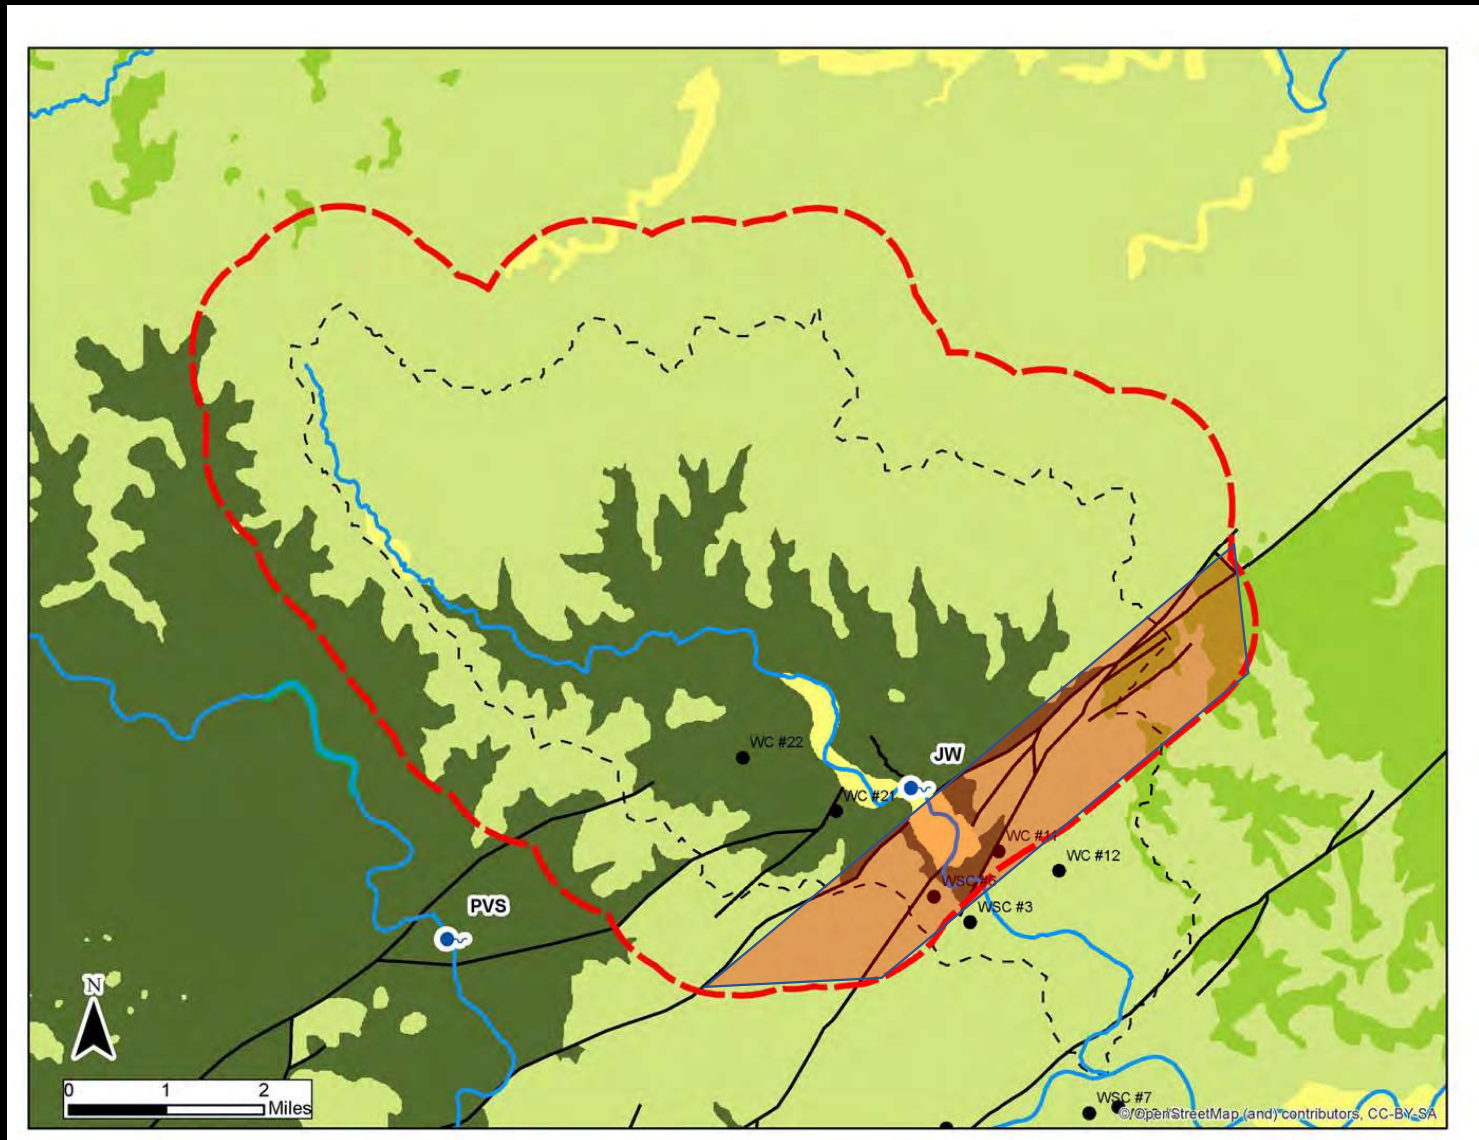 WC #22
JW
WC #21
WC #11
WC #12
WSC #6
WSC #3
PVS
N
0 1 2
Miles
WSC #7
© OpenStreetMap (and) contributors, CC-BY-SA